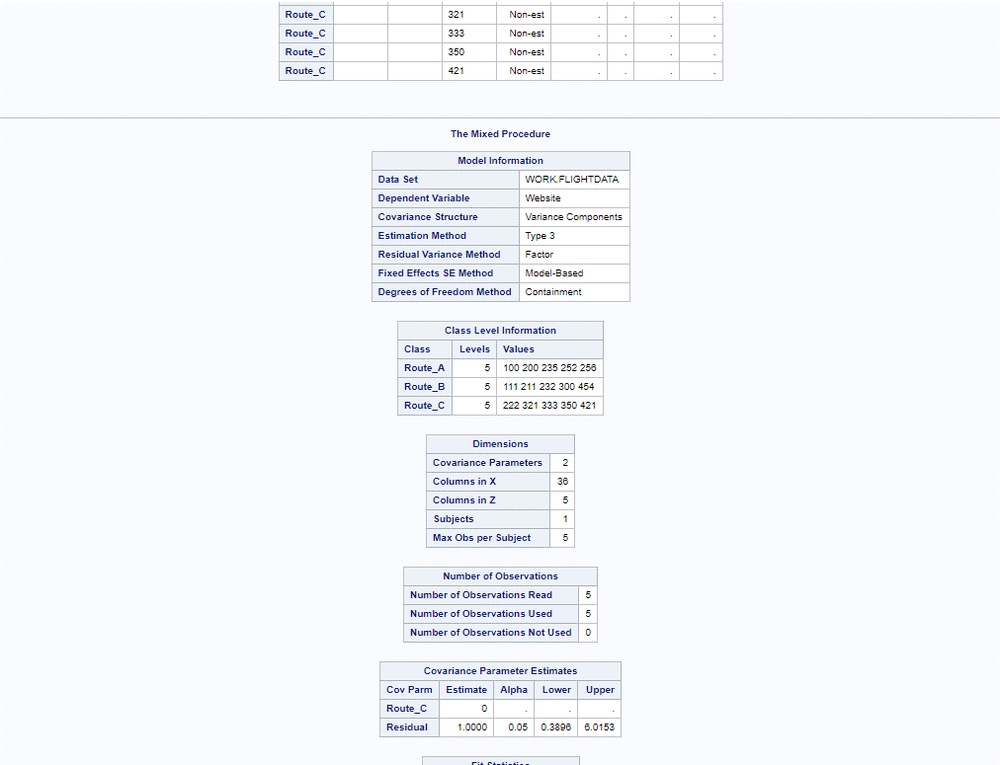 Route_C 321 Non-est . . . .
Route_C 333 Non-est . . . .
Route_C 350 Non-est . . . .
Route_C 421 Non-est . . . .
The Mixed Procedure
Model Information
Data Set WORK.FLIGHTDATA
Dependent Variable Website
Covariance Structure Variance Components
Estimation Method Type 3
Residual Variance Method Factor
Fixed Effects SE Method Model-Based
Degrees of Freedom Method Containment
Class Level Information
Class Levels Values
Route_A 5 100 200 235 252 256
Route_B 5 111 211 232 300 454
Route_C 5 222 321 333 350 421
Dimensions
Covariance Parameters 2
Columns in X 36
Columns in Z 5
Subjects 1
Max Obs per Subject 5
Number of Observations
Number of Observations Read 5
Number of Observations Used 5
Number of Observations Not Used 0
Covariance Parameter Estimates
Cov Parm Estimate Alpha Lower Upper
Route_C 0 . . .
Residual 1.0000 0.05 0.3896 6.0153
Fit Statistics